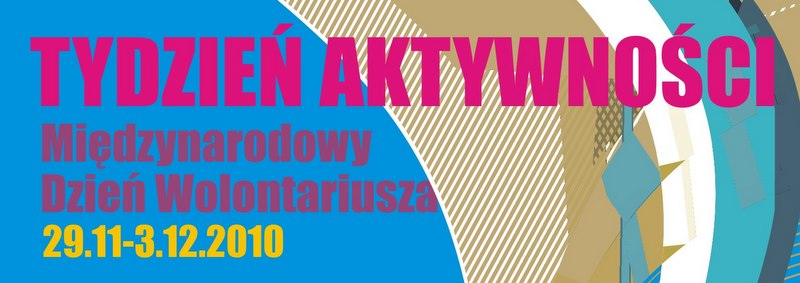 TYDZIEŃ AKTYWNOŚCI
Międzynarodowy
Dzień Wolontariusza
29.11-3.12.2010